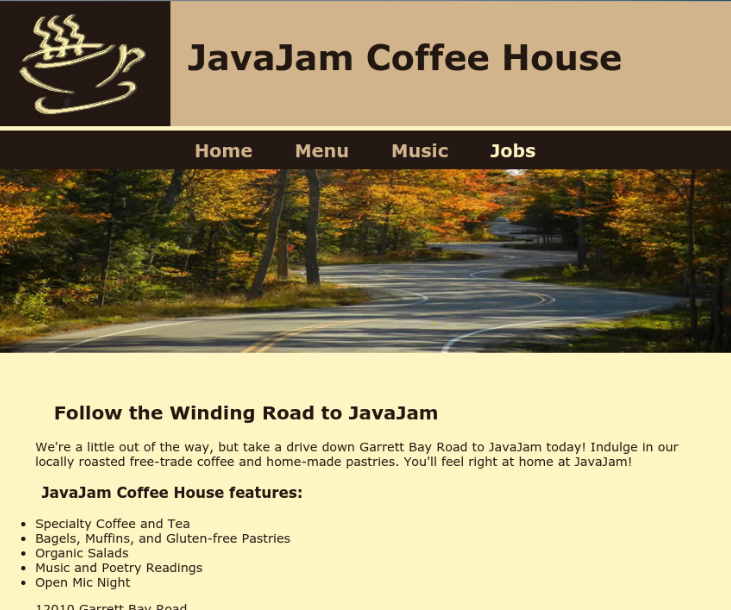 JavaJam Coffee House
Home Menu Music Jobs
Follow the Winding Road to JavaJam
We're a little out of the way, but take a drive down Garrett Bay Road to JavaJam today! Indulge in our
locally roasted free-trade coffee and home-made pastries. You'll feel right at home at JavaJam!
JavaJam Coffee House features:
• Specialty Coffee and Tea
• Bagels, Muffins, and Gluten-free Pastries
• Organic Salads
• Music and Poetry Readings
• Open Mic Night
12010 Garrett Bay Road